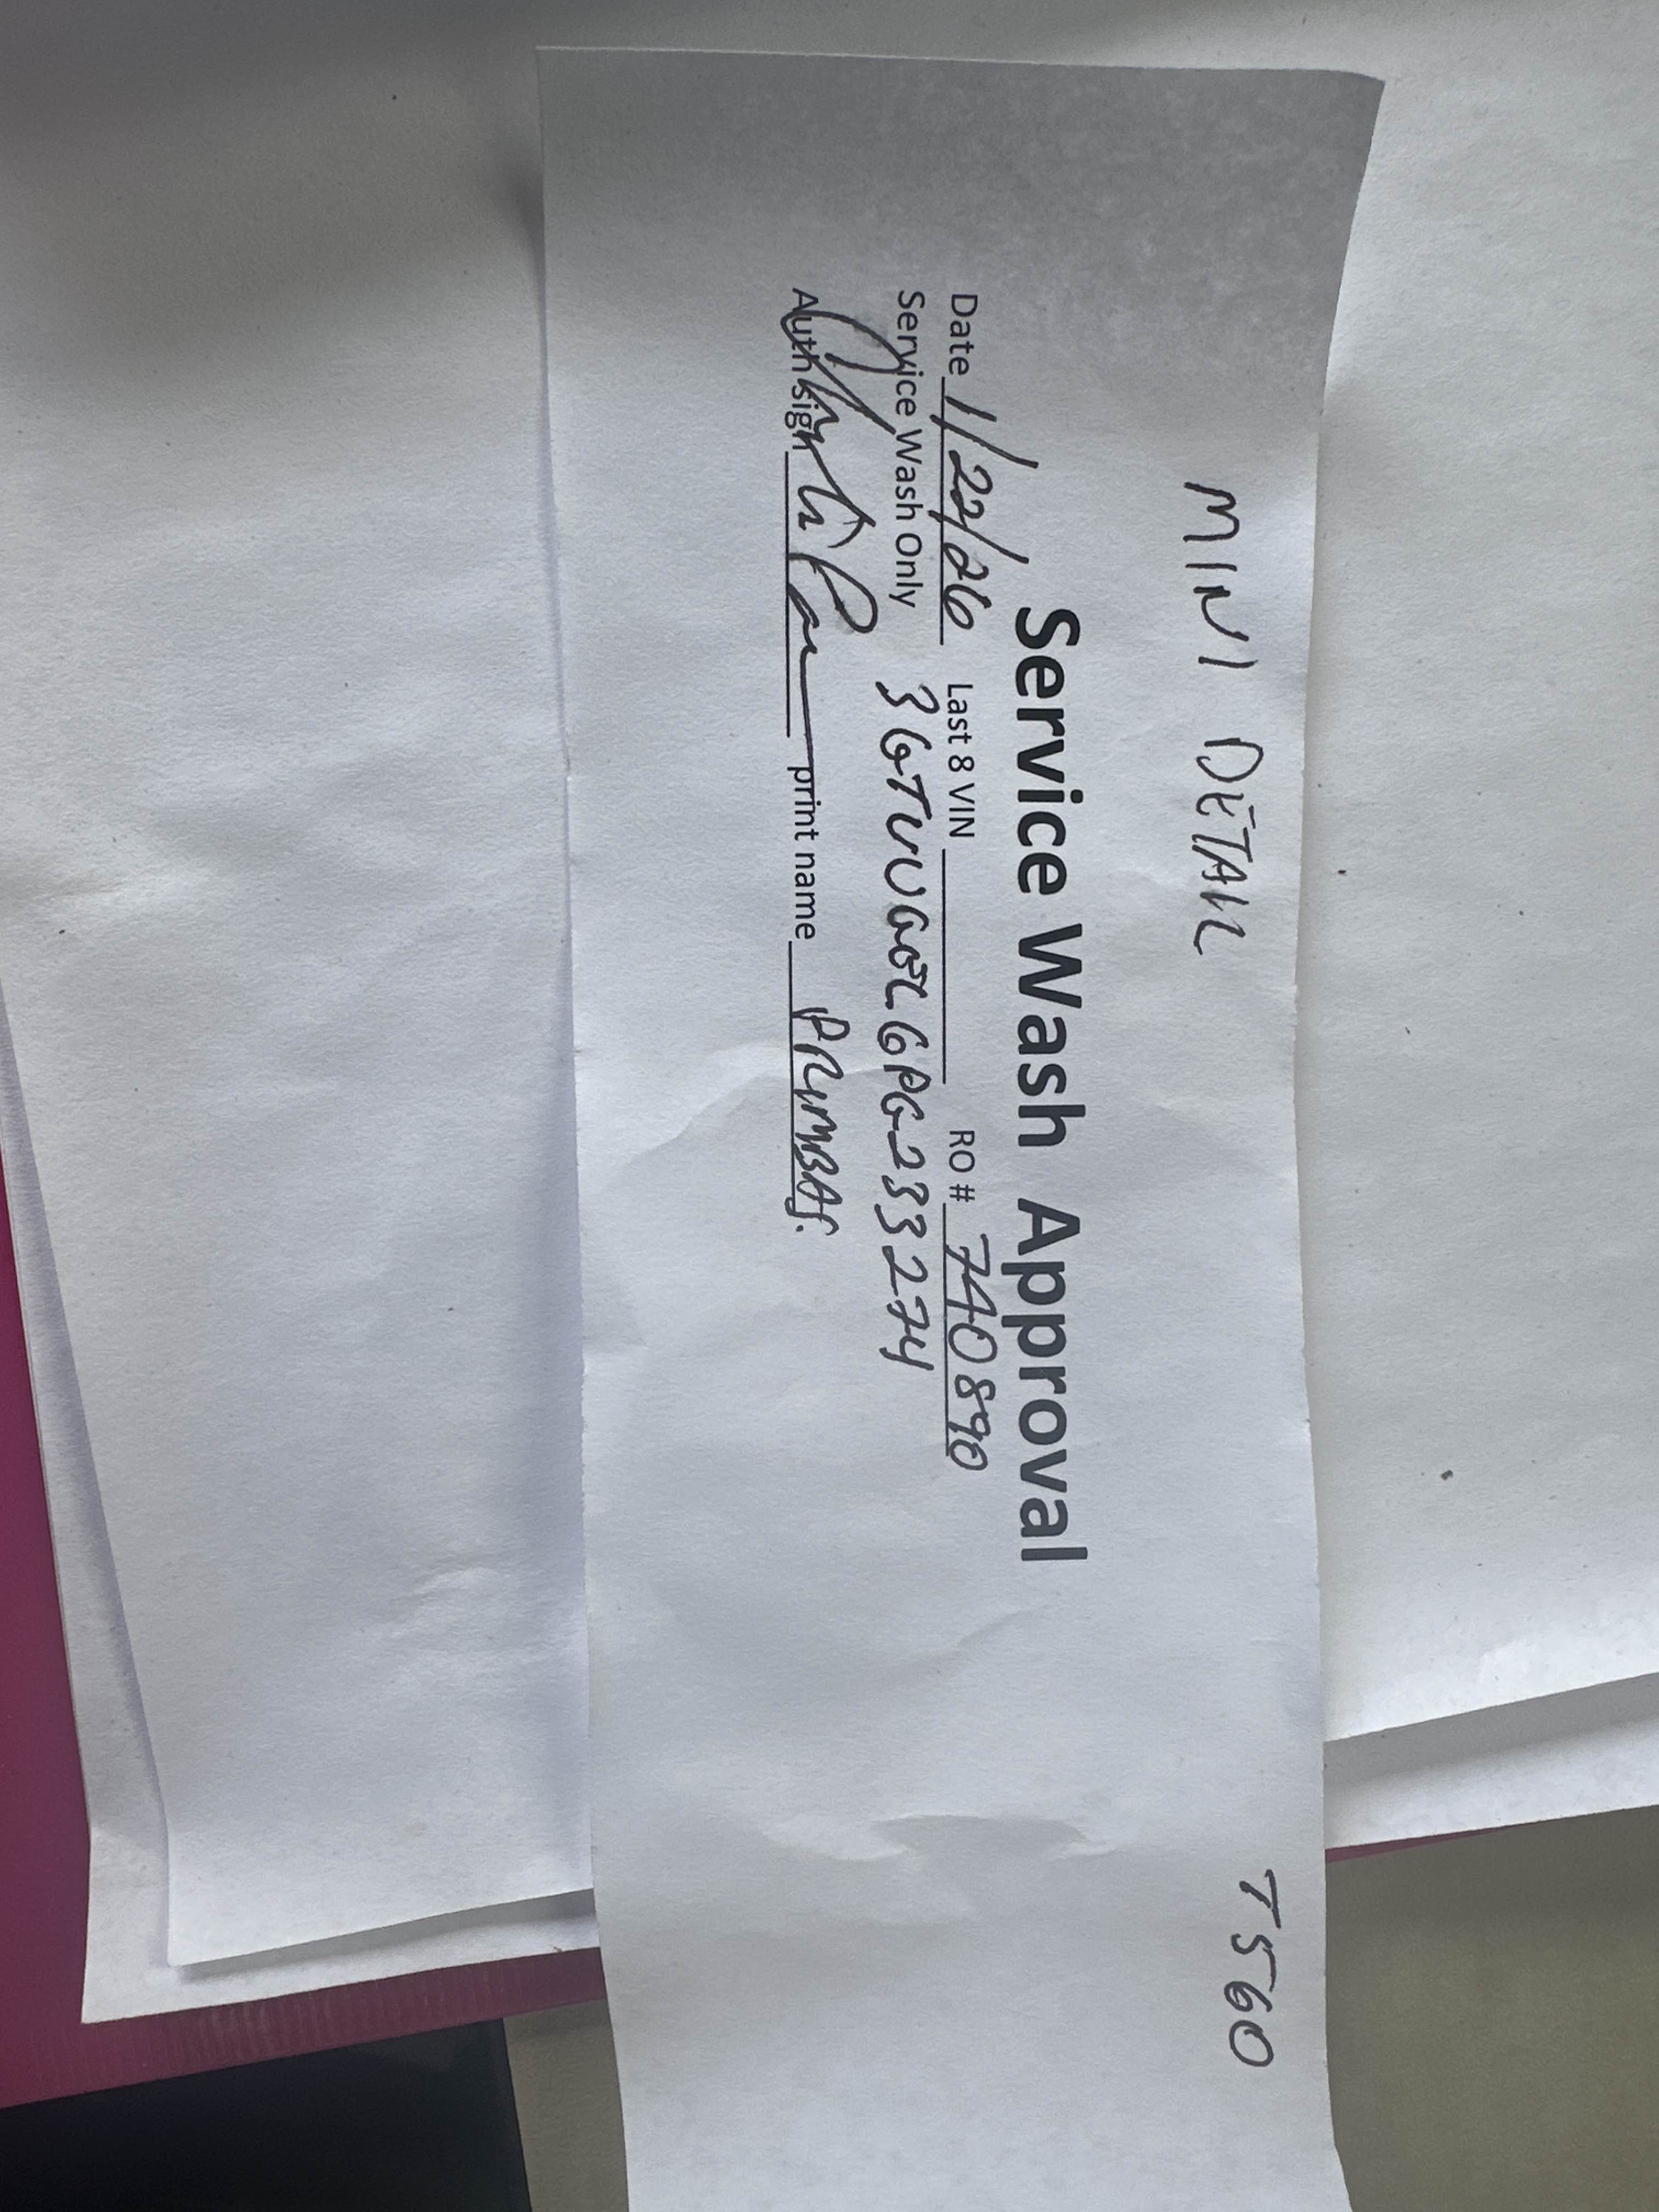 MINI DETAIL T560
Service Wash Approval
Date 1/22/26 Last 8 VIN RO # 740890
Service Wash Only 3GTUUGEL6PG233274
Auth sign print name PRIMBAS.